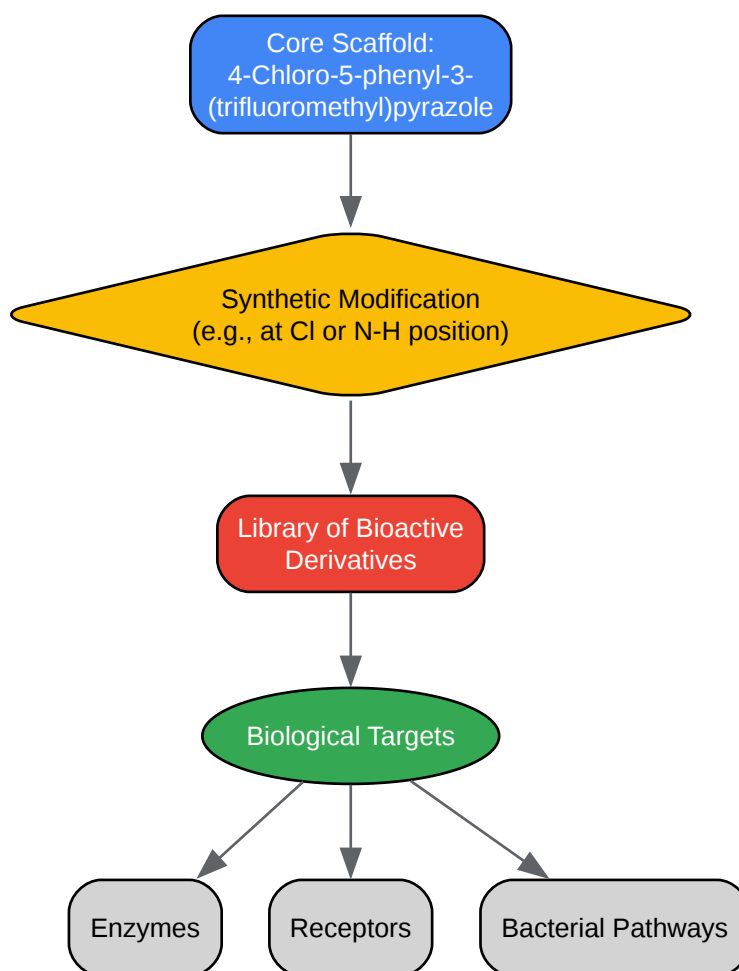 Core Scaffold:
4-Chloro-5-phenyl-3-
(trifluoromethyl)pyrazole
Synthetic Modification
(e.g., at Cl or N-H position)
Library of Bioactive
Derivatives
Biological Targets
Enzymes
Receptors
Bacterial Pathways